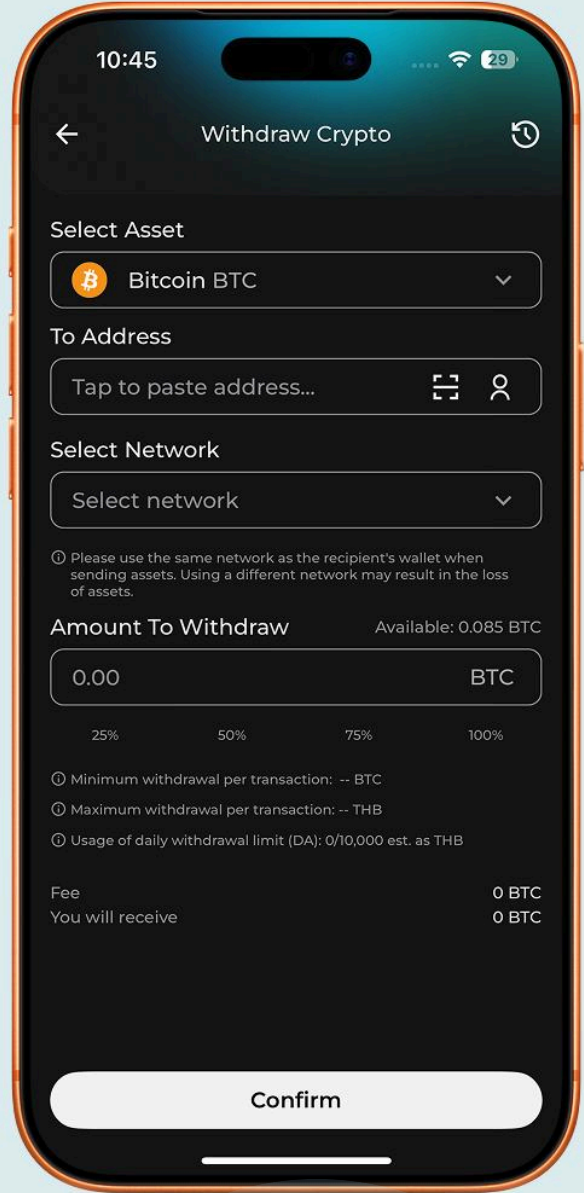 10:45
29
Withdraw Crypto
Select Asset
Bitcoin BTC
To Address
Tap to paste address...
Select Network
Select network
Please use the same network as the recipient's wallet when
sending assets. Using a different network may result in the loss
of assets.
Amount To Withdraw Available: 0.085 BTC
0.00 BTC
25% 50% 75% 100%
Minimum withdrawal per transaction: -- BTC
Maximum withdrawal per transaction: -- THB
Usage of daily withdrawal limit (DA): 0/10,000 est. as THB
Fee 0 BTC
You will receive 0 BTC
Confirm